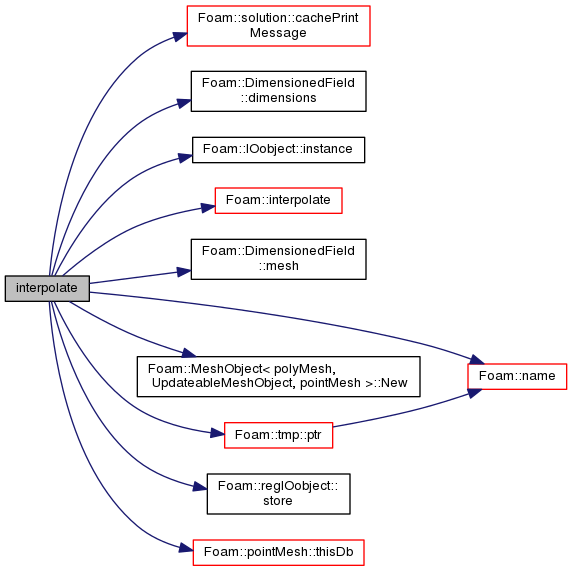 Foam::solution::cachePrint
Message
Foam::DimensionedField
::dimensions
Foam::IOobject::instance
Foam::interpolate
Foam::DimensionedField
::mesh
interpolate
Foam::MeshObject< polyMesh,
UpdateableMeshObject, pointMesh >::New
Foam::name
Foam::tmp::ptr
Foam::regIOobject::
store
Foam::pointMesh::thisDb